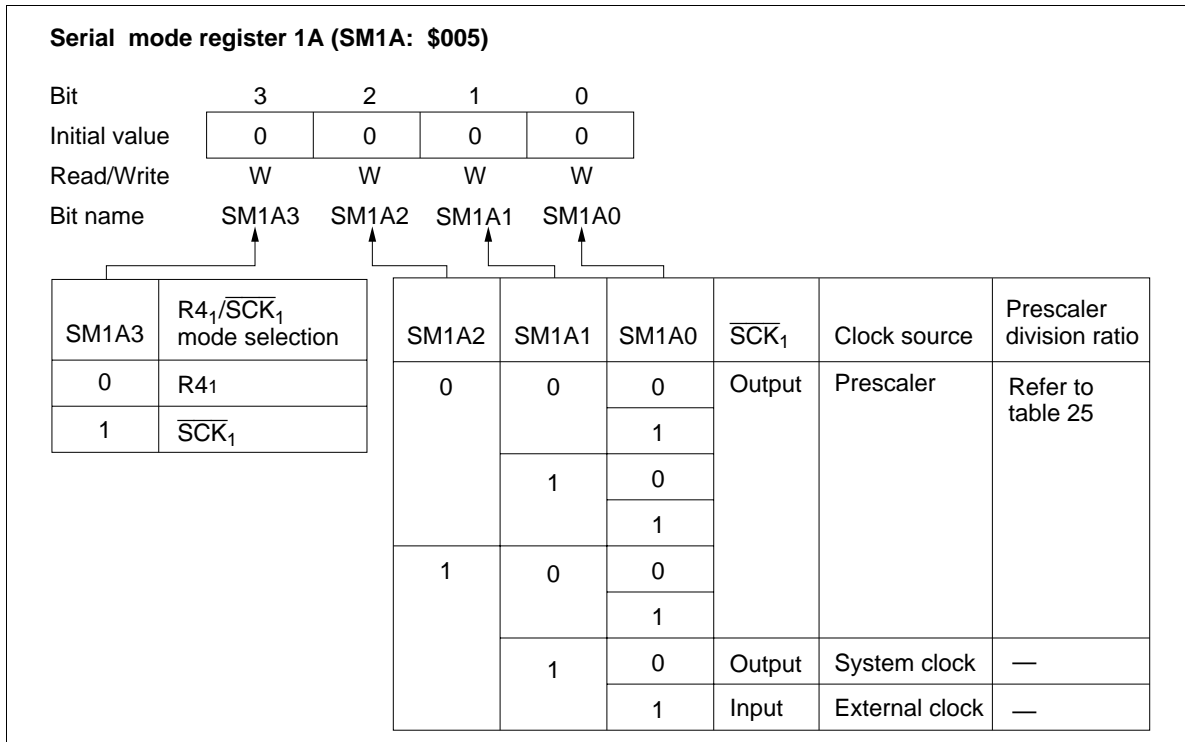 Serial mode register 1A (SM1A: $005)
Bit 3 2 1 0
Initial value 0 0 0 0
Read/Write W W W W
Bit name SM1A3 SM1A2 SM1A1 SM1A0
SM1A3 R4₁/S̅C̅K̅₁ mode selection
0 R41
1 S̅C̅K̅₁
SM1A2 SM1A1 SM1A0 S̅C̅K̅₁ Clock source Prescaler division ratio
0 0 0 Output Prescaler Refer to table 25
1
1 0
1
1 0 0
1
1 0 Output System clock —
1 Input External clock —